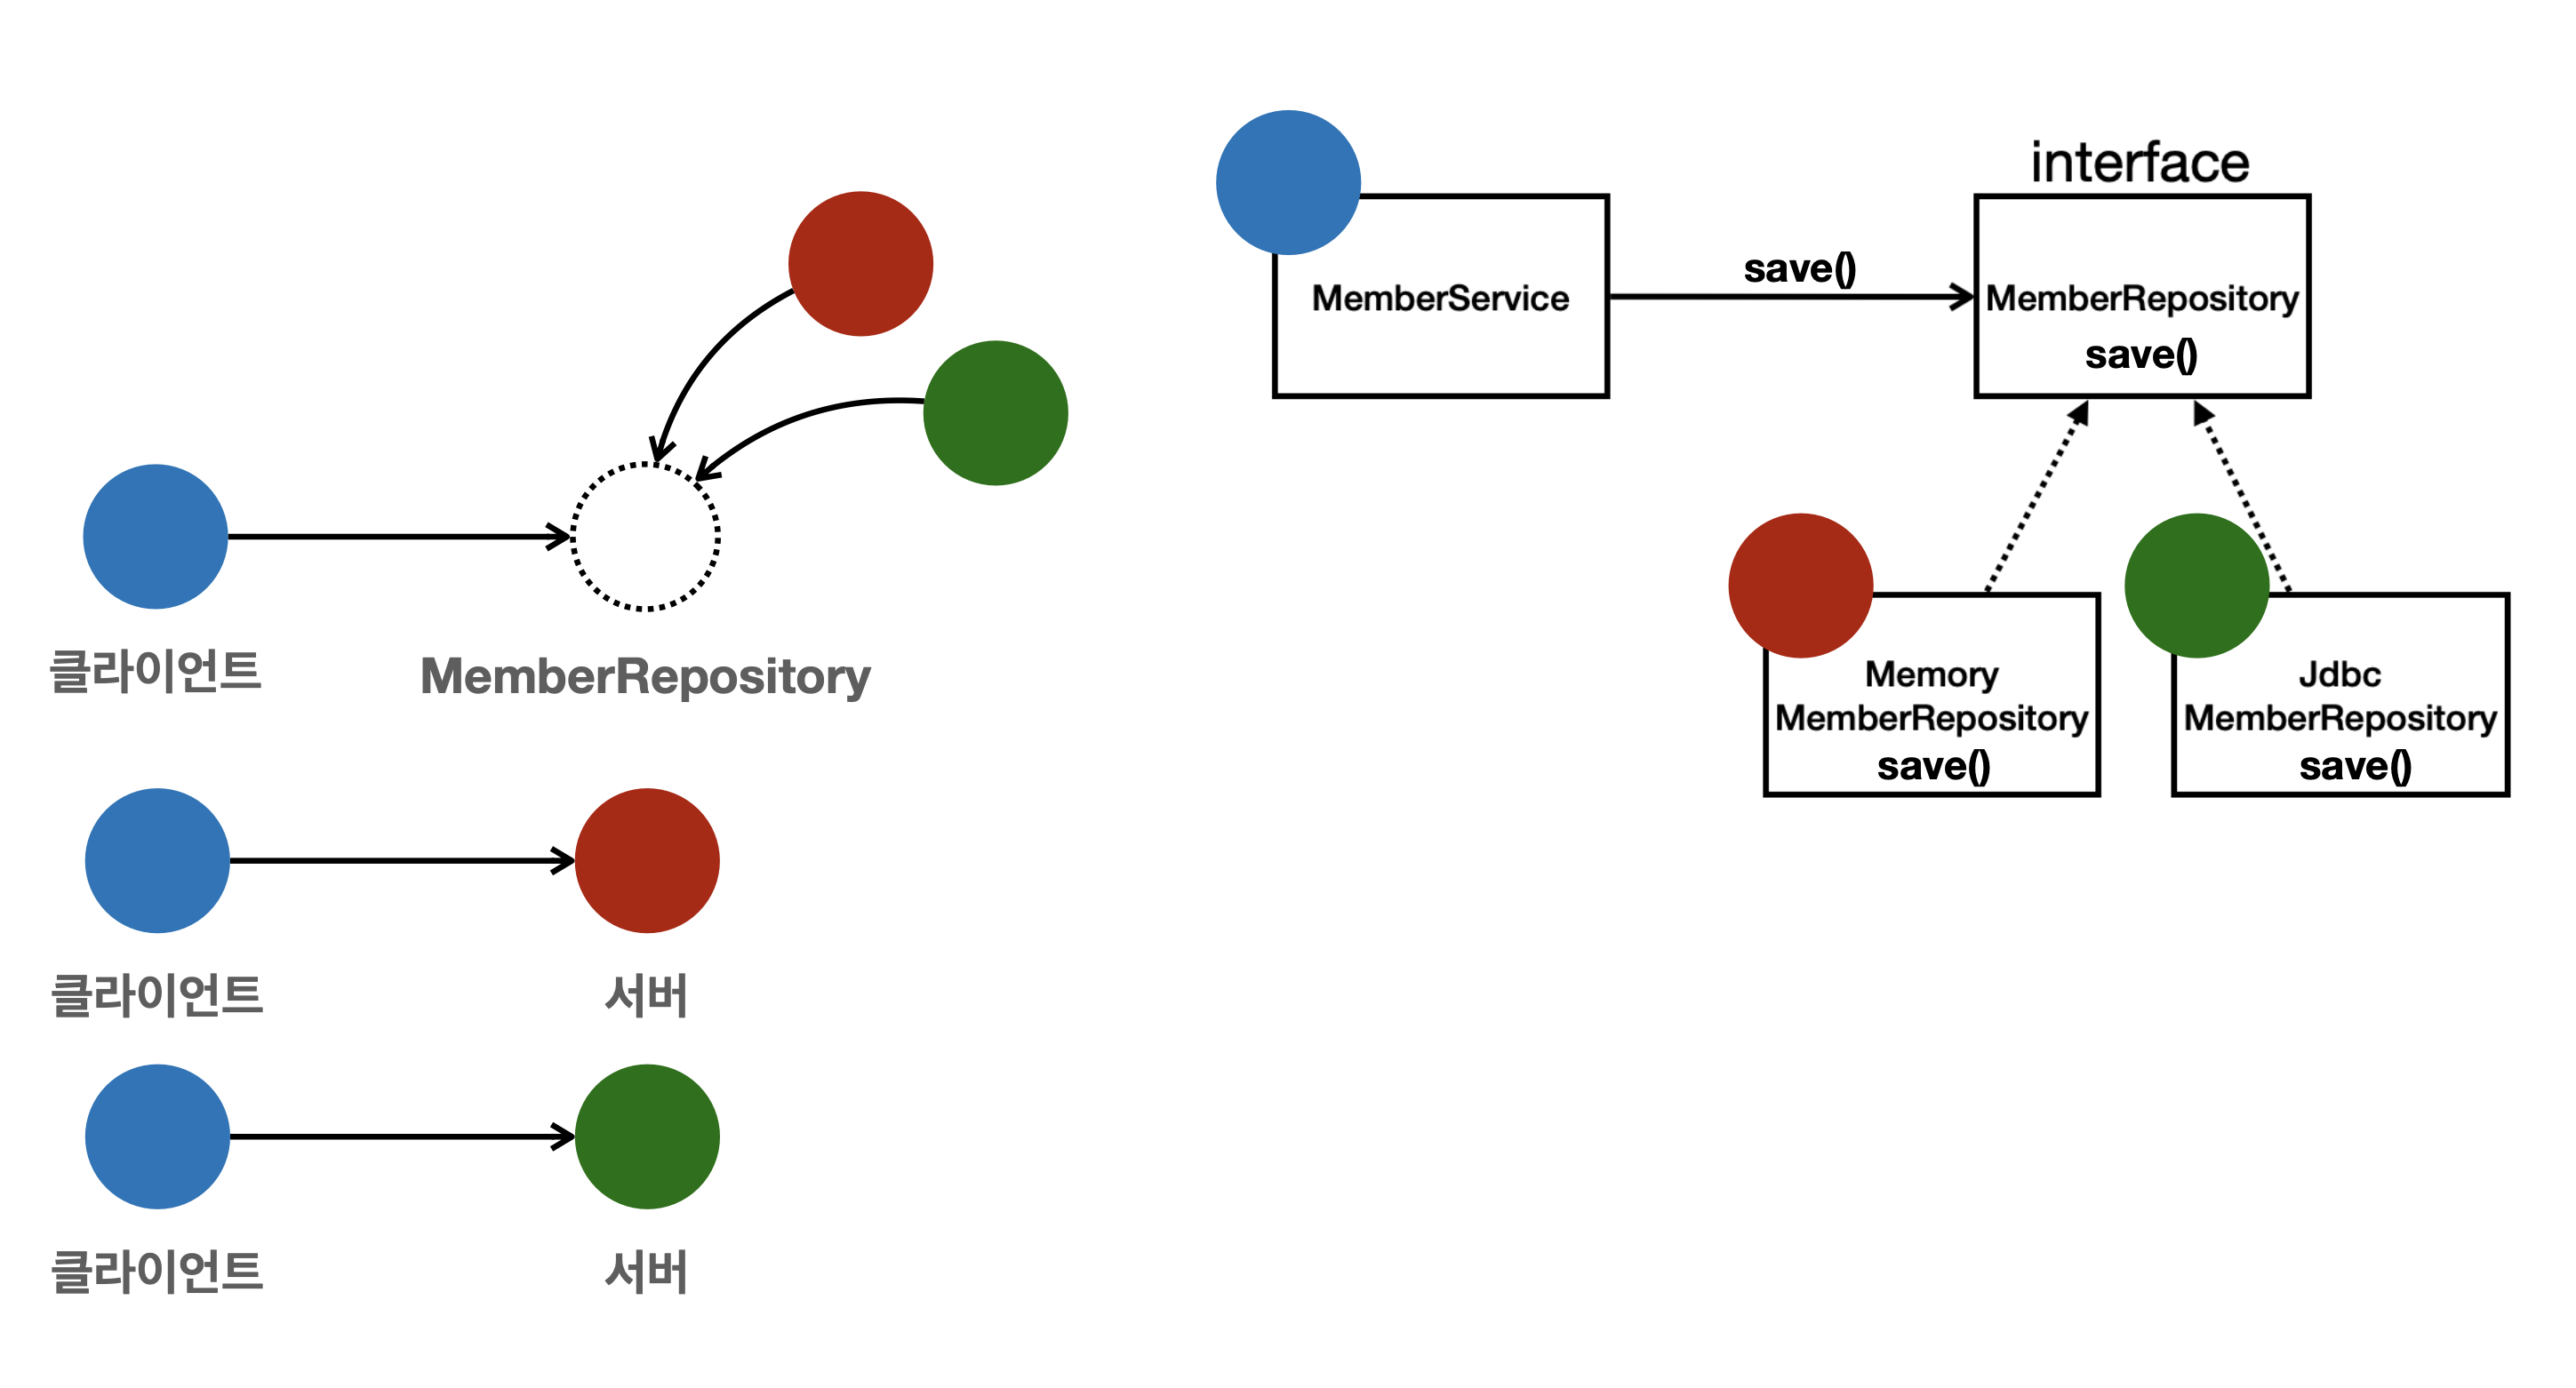 클라이언트
MemberRepository
클라이언트
서버
클라이언트
서버
interface
MemberService
save()
MemberRepository
save()
Memory
MemberRepository
save()
Jdbc
MemberRepository
save()